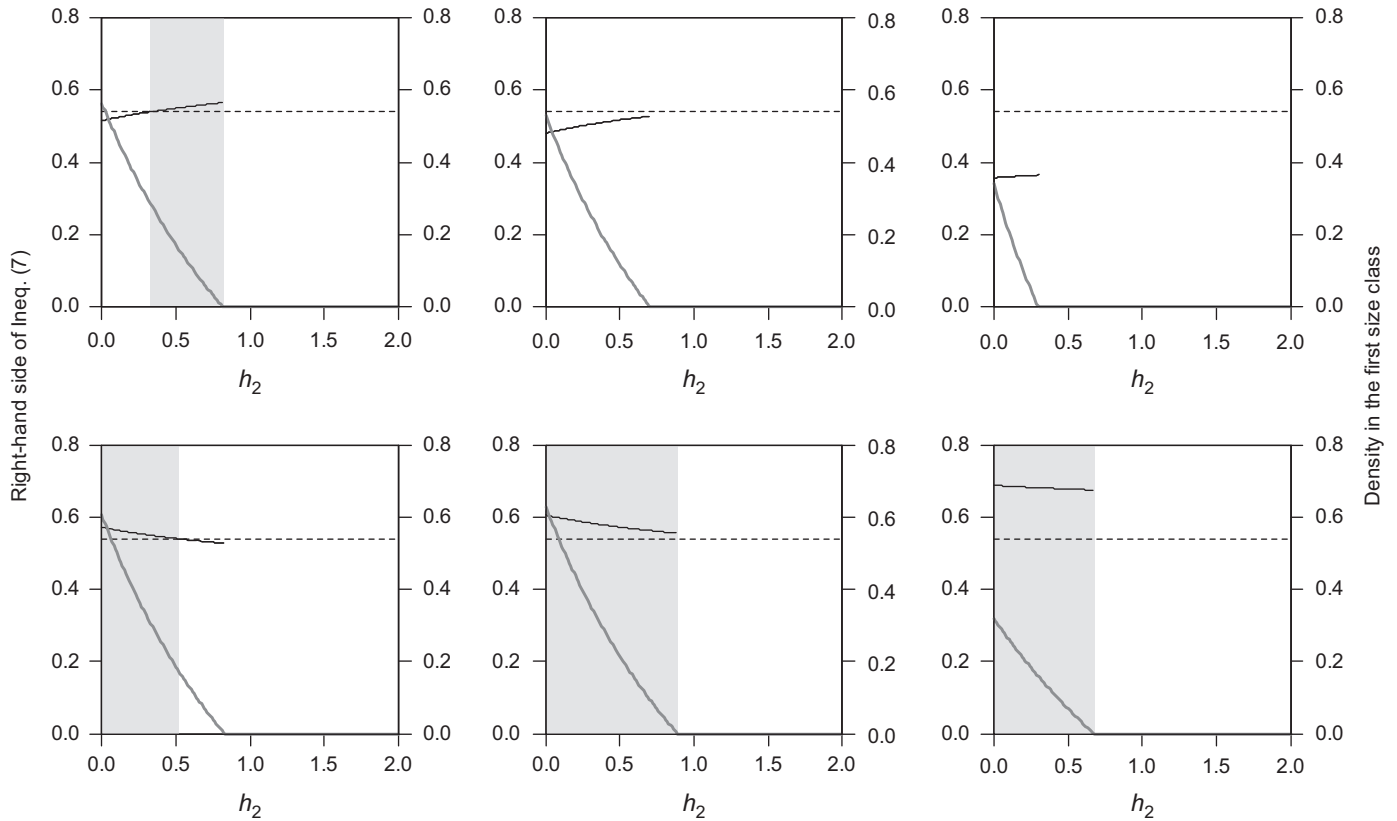 0.8 0.8 0.8 0.8 0.8 0.8
0.6 0.6 0.6 0.6 0.6 0.6
0.4 0.4 0.4 0.4 0.4 0.4
0.2 0.2 0.2 0.2 0.2 0.2
0.0 0.0 0.0 0.0 0.0 0.0
0.0 0.5 1.0 1.5 2.0 0.0 0.5 1.0 1.5 2.0 0.0 0.5 1.0 1.5 2.0
h2 h2 h2
Right-hand side of Ineq. (7)
Density in the first size class
0.8 0.8 0.8 0.8 0.8 0.8
0.6 0.6 0.6 0.6 0.6 0.6
0.4 0.4 0.4 0.4 0.4 0.4
0.2 0.2 0.2 0.2 0.2 0.2
0.0 0.0 0.0 0.0 0.0 0.0
0.0 0.5 1.0 1.5 2.0 0.0 0.5 1.0 1.5 2.0 0.0 0.5 1.0 1.5 2.0
h2 h2 h2